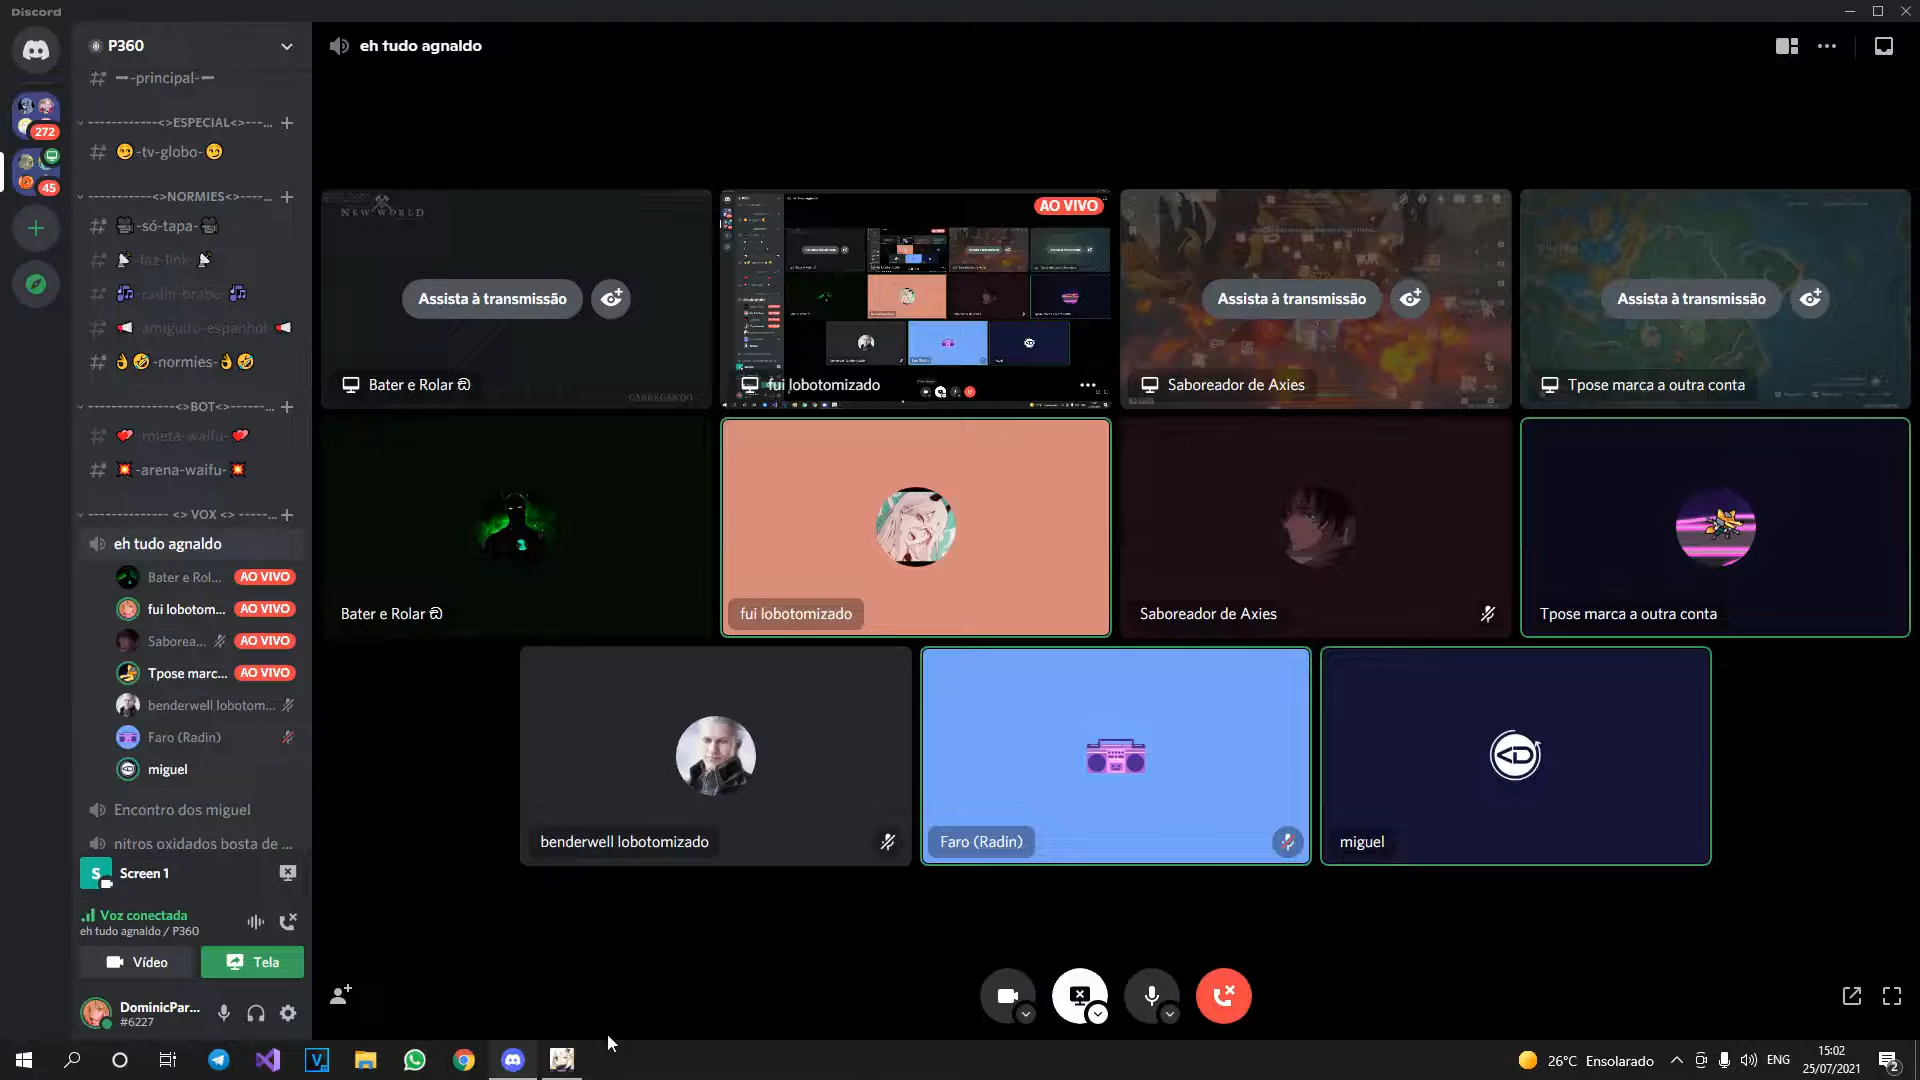 Discord
P360
eh tudo agnaldo
-principal-
<>ESPECIAL<>
-tv-globo-
<>NORMIES<>
-só-tapa-
-faz-link-
-radin-brabu-
-amiguito-espanhol-
-normies-
<>BOT<>
-roleta-waifu-
-arena-waifu-
<> VOX <>
eh tudo agnaldo
Bater e Rol... AO VIVO
fui lobotom... AO VIVO
Saborea... AO VIVO
Tpose marc... AO VIVO
benderwell lobotom...
Faro (Radin)
miguel
Encontro dos miguel
nitros oxidados bosta de ...
S Screen 1
Voz conectada
eh tudo agnaldo / P360
Vídeo Tela
DominicPar...
#6227
272
45
NEW WORLD
Assista à transmissão
Bater e Rolar
CARREGANDO
AO VIVO
fui lobotomizado
Assista à transmissão
Saboreador de Axies
Assista à transmissão
Tpose marca a outra conta
Bater e Rolar
fui lobotomizado
Saboreador de Axies
Tpose marca a outra conta
benderwell lobotomizado
Faro (Radin)
miguel
26°C Ensolarado
ENG
15:02
25/07/2021
2